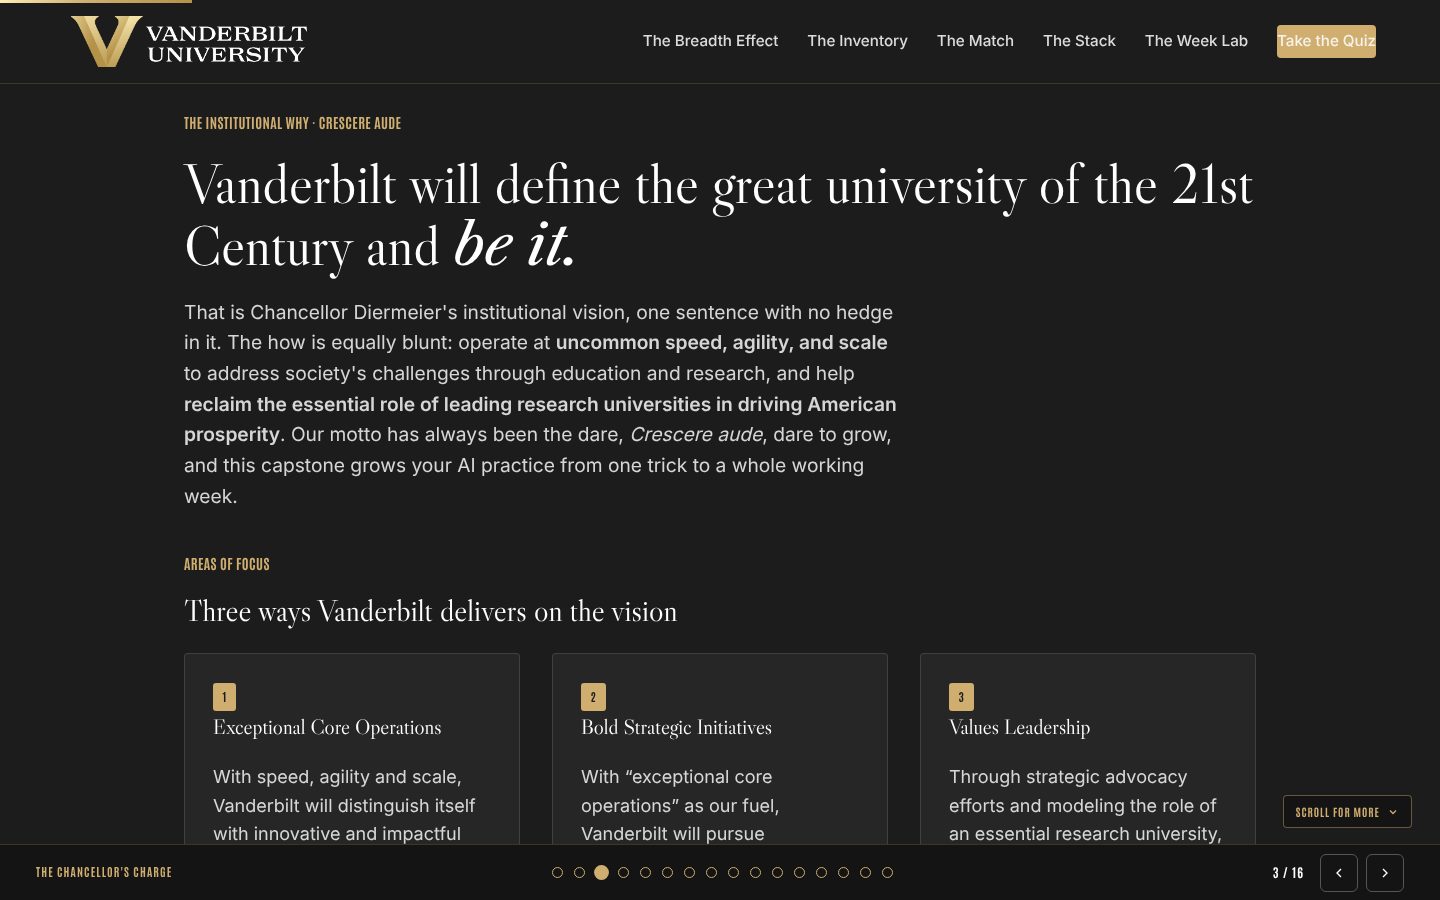 VANDERBILT
UNIVERSITY
The Breadth Effect
The Inventory
The Match
The Stack
The Week Lab
Take the Quiz
THE INSTITUTIONAL WHY · CRESCERE AUDE
Vanderbilt will define the great university of the 21st
Century and be it.
That is Chancellor Diermeier's institutional vision, one sentence with no hedge
in it. The how is equally blunt: operate at uncommon speed, agility, and scale
to address society's challenges through education and research, and help
reclaim the essential role of leading research universities in driving American
prosperity. Our motto has always been the dare, Crescere aude, dare to grow,
and this capstone grows your AI practice from one trick to a whole working
week.
AREAS OF FOCUS
Three ways Vanderbilt delivers on the vision
1
Exceptional Core Operations
With speed, agility and scale,
Vanderbilt will distinguish itself
with innovative and impactful
2
Bold Strategic Initiatives
With “exceptional core
operations” as our fuel,
Vanderbilt will pursue
3
Values Leadership
Through strategic advocacy
efforts and modeling the role of
an essential research university,
SCROLL FOR MORE
THE CHANCELLOR'S CHARGE
3 / 16